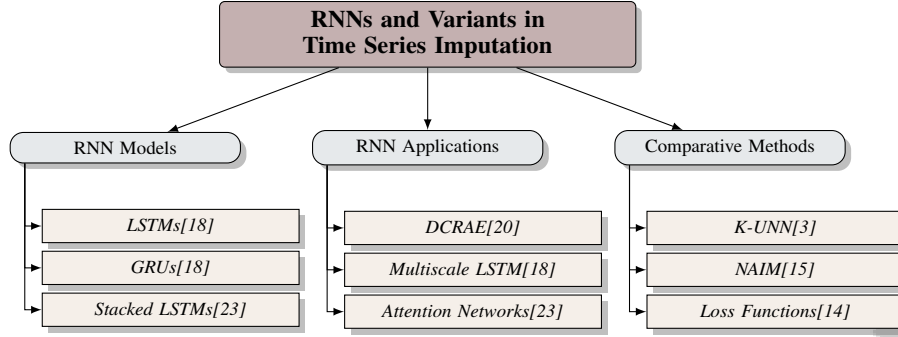 RNNs and Variants in
Time Series Imputation
RNN Models
RNN Applications
Comparative Methods
LSTMs[18]
GRUs[18]
Stacked LSTMs[23]
DCRAE[20]
Multiscale LSTM[18]
Attention Networks[23]
K-UNN[3]
NAIM[15]
Loss Functions[14]